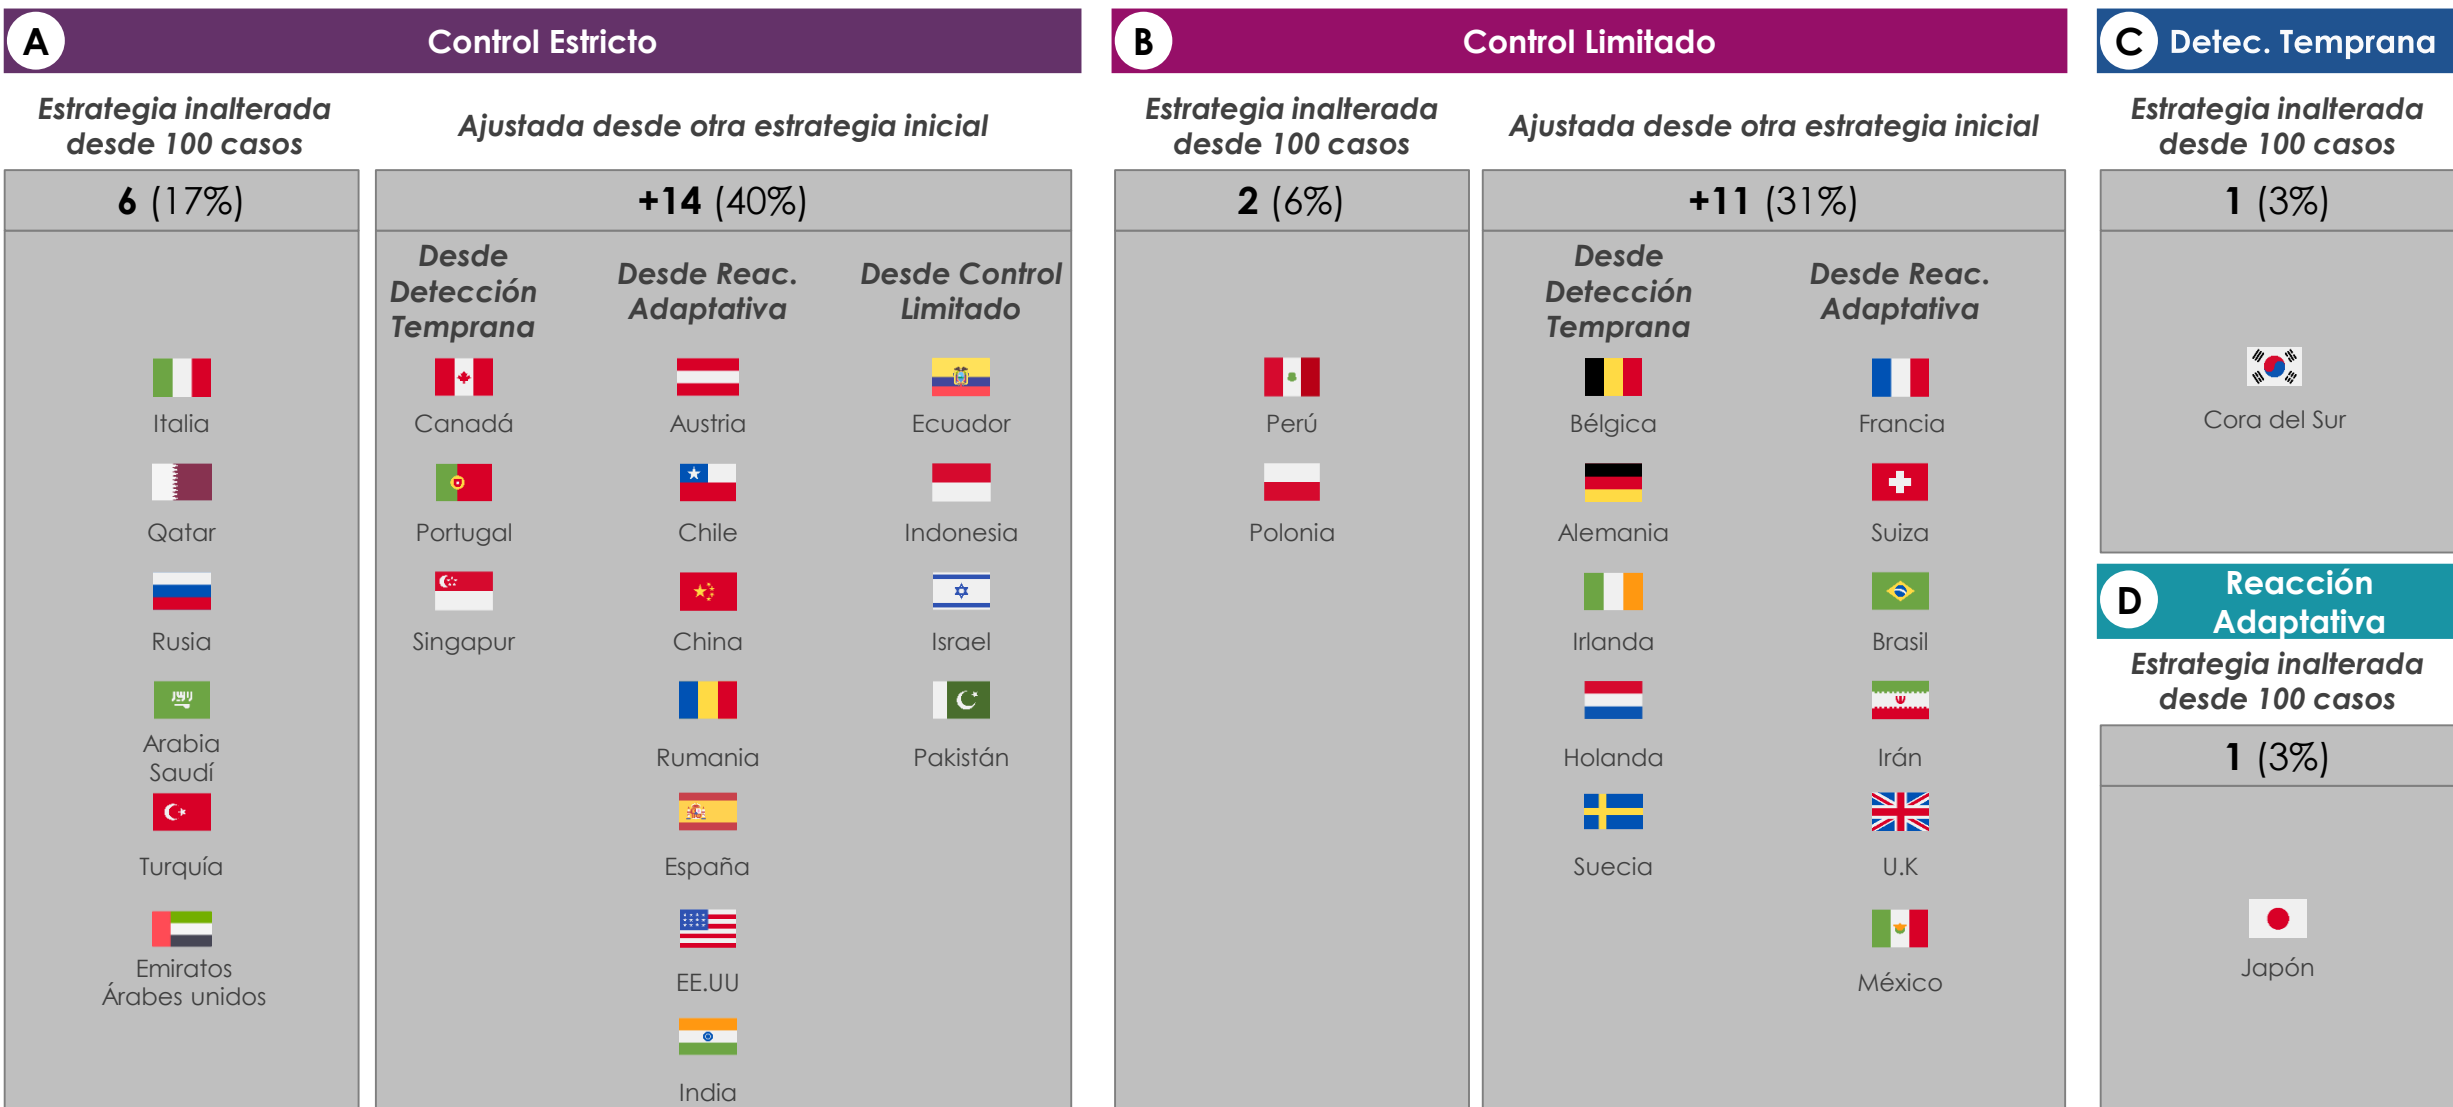 A
Control Estricto
Estrategia inalterada
desde 100 casos
Ajustada desde otra estrategia inicial
6 (17%)
+14 (40%)
Italia
Qatar
Rusia
Arabia
Saudí
Turquía
Emiratos
Árabes unidos
Desde
Detección
Temprana
Canadá
Portugal
Singapur
Desde Reac.
Adaptativa
Austria
Chile
China
Rumania
España
EE.UU
India
Desde Control
Limitado
Ecuador
Indonesia
Israel
Pakistán
B
Control Limitado
Estrategia inalterada
desde 100 casos
Ajustada desde otra estrategia inicial
2 (6%)
+11 (31%)
Perú
Polonia
Desde
Detección
Temprana
Bélgica
Alemania
Irlanda
Holanda
Suecia
Desde Reac.
Adaptativa
Francia
Suiza
Brasil
Irán
U.K
México
C
Detec. Temprana
Estrategia inalterada
desde 100 casos
1 (3%)
Cora del Sur
D
Reacción
Adaptativa
Estrategia inalterada
desde 100 casos
1 (3%)
Japón